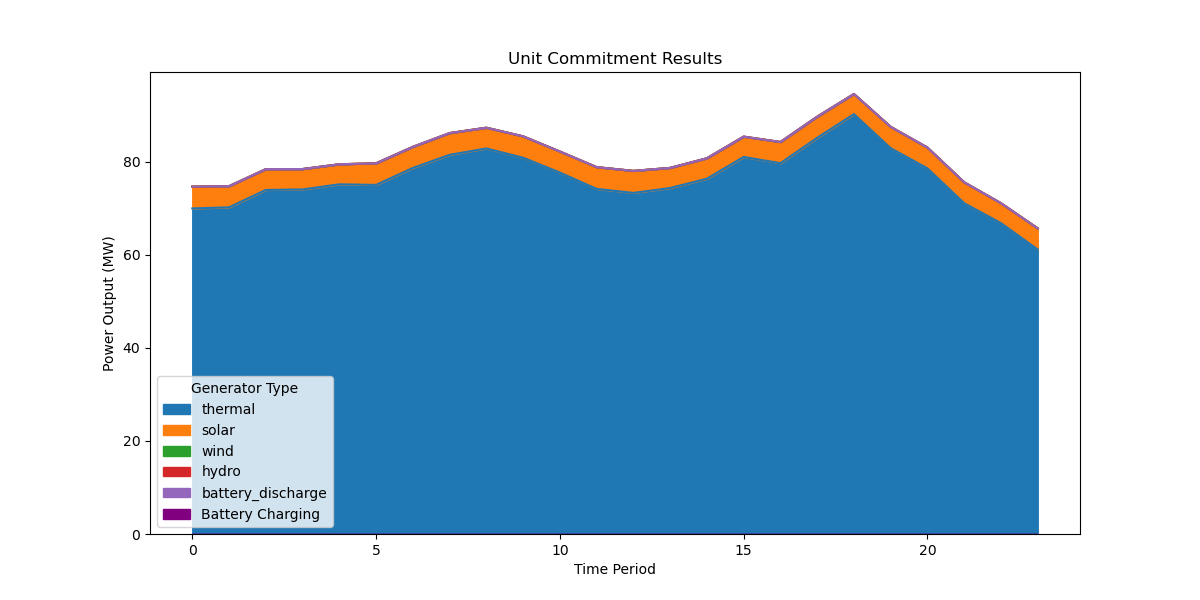 Unit Commitment Results
Power Output (MW)
80
60
40
20
0
Generator Type
thermal
solar
wind
hydro
battery_discharge
Battery Charging
0 5 10 15 20
Time Period